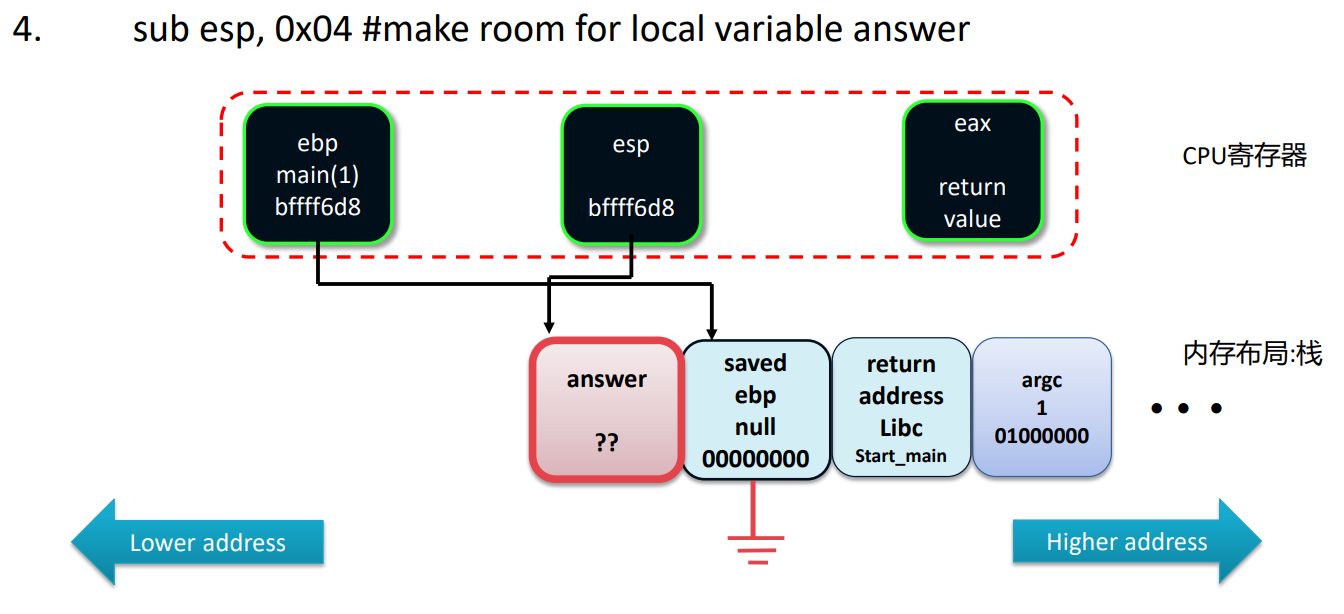 4. sub esp, 0x04 #make room for local variable answer
ebp
main(1)
bffff6d8
esp
bffff6d8
eax
return
value
CPU寄存器
内存布局:栈
answer
??
saved
ebp
null
00000000
return
address
Libc
Start_main
argc
1
01000000
• • •
Lower address
Higher address